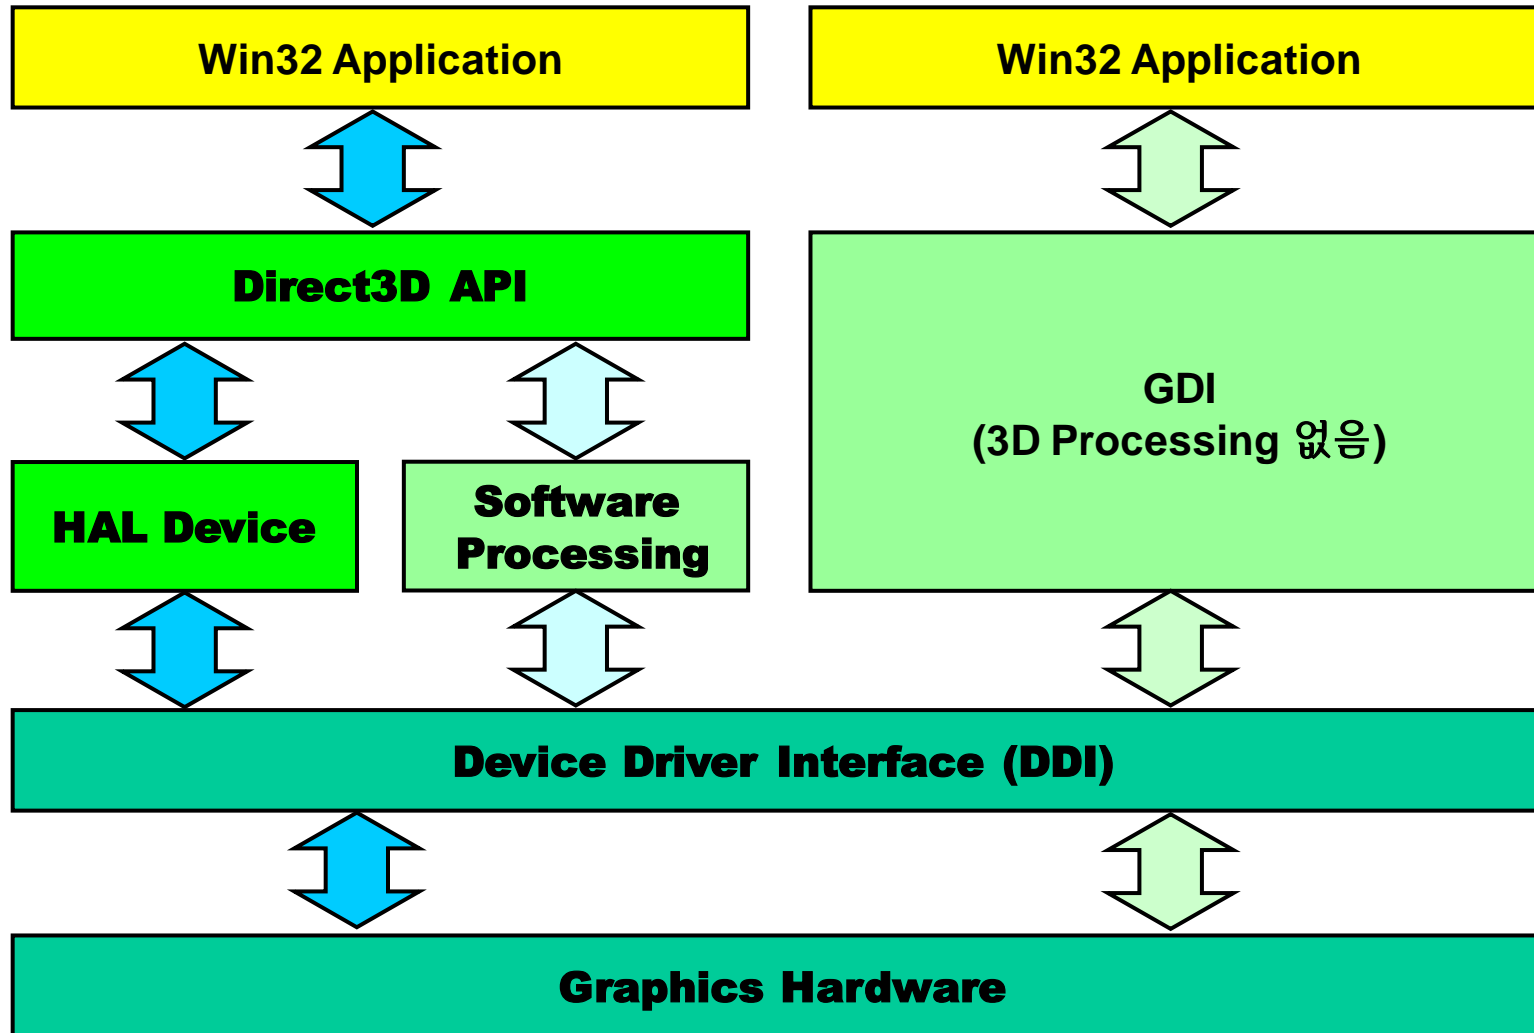 Win32 Application
Win32 Application
Direct3D API
GDI
(3D Processing 없음)
HAL Device
Software
Processing
Device Driver Interface (DDI)
Graphics Hardware